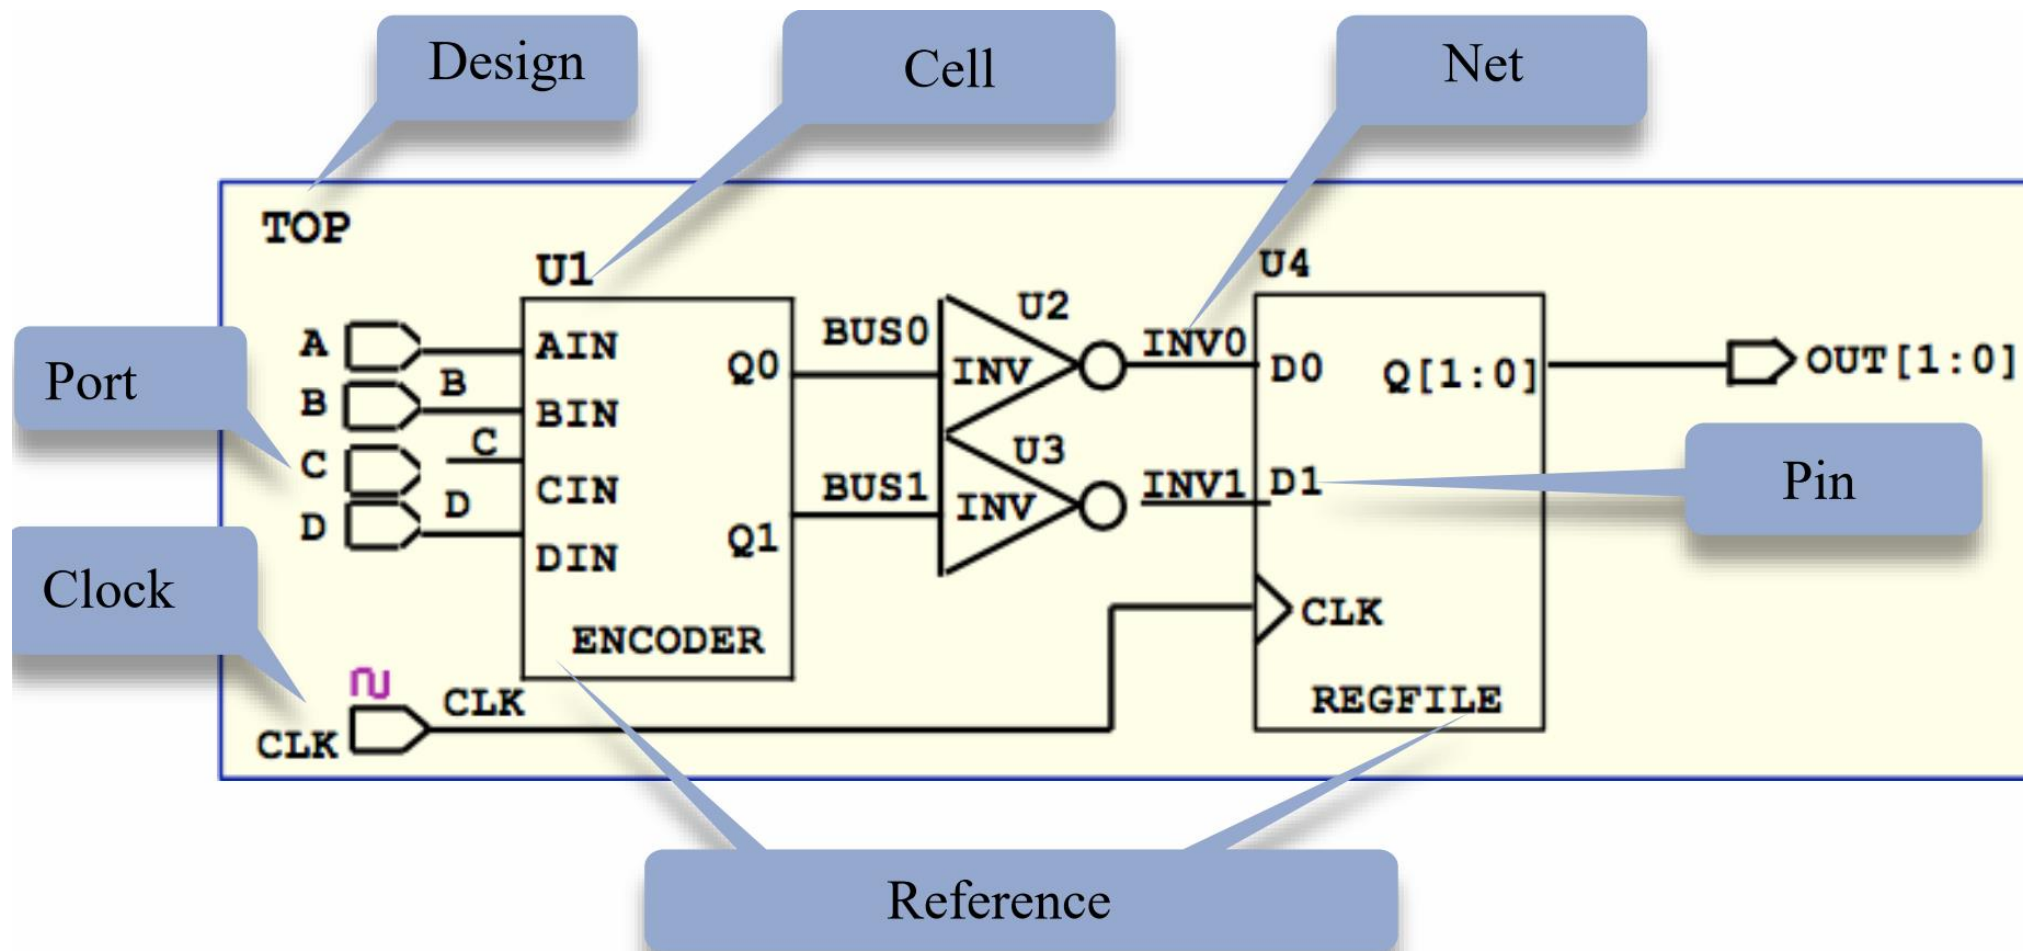 Design
Cell
Net
TOP
U1
U4
U2
A
AIN
Q0
BUS0
INV
INV0
D0
Q[1:0]
OUT[1:0]
Port
B
B
BIN
C
C
CIN
U3
BUS1
INV
INV1
D1
Pin
D
D
DIN
Q1
Clock
ENCODER
CLK
CLK
CLK
REGFILE
Reference